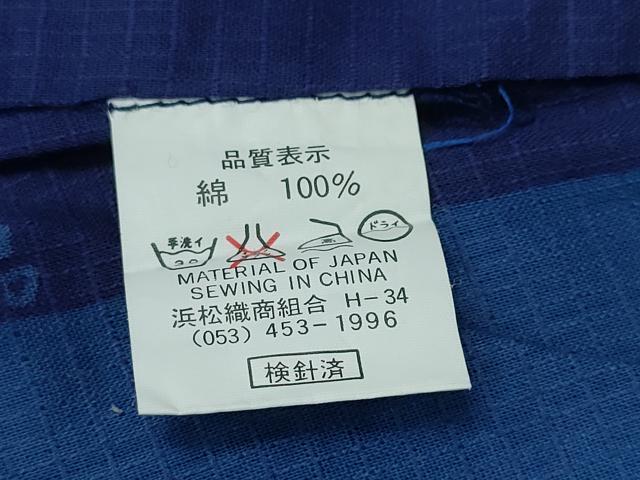 品質表示
綿 100%
手洗イ ドライ
MATERIAL OF JAPAN
SEWING IN CHINA
浜松織商組合 H-34
(053) 453-1996
検針済